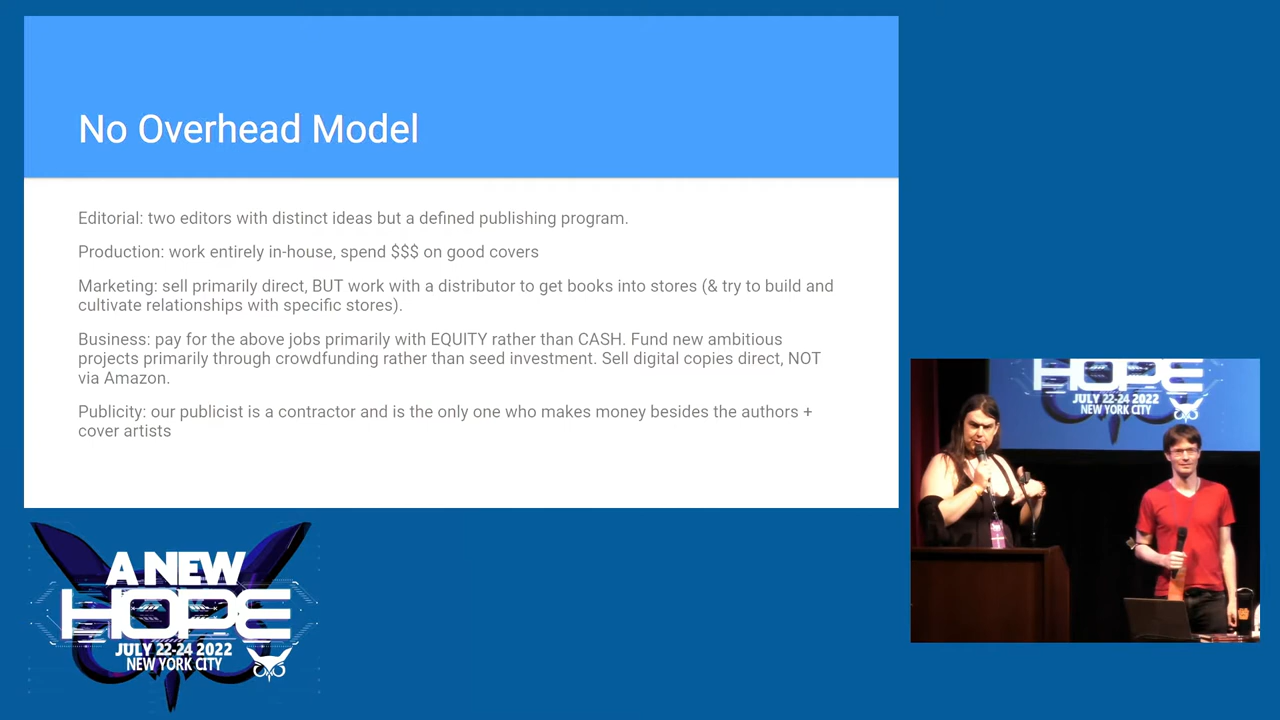 No Overhead Model
Editorial: two editors with distinct ideas but a defined publishing program.
Production: work entirely in-house, spend $$$ on good covers
Marketing: sell primarily direct, BUT work with a distributor to get books into stores (& try to build and
cultivate relationships with specific stores).
Business: pay for the above jobs primarily with EQUITY rather than CASH. Fund new ambitious
projects primarily through crowdfunding rather than seed investment. Sell digital copies direct, NOT
via Amazon.
Publicity: our publicist is a contractor and is the only one who makes money besides the authors +
cover artists
HOPE
JULY 22-24 2022
NEW YORK CITY
A NEW
HOPE
JULY 22-24 2022
NEW YORK CITY